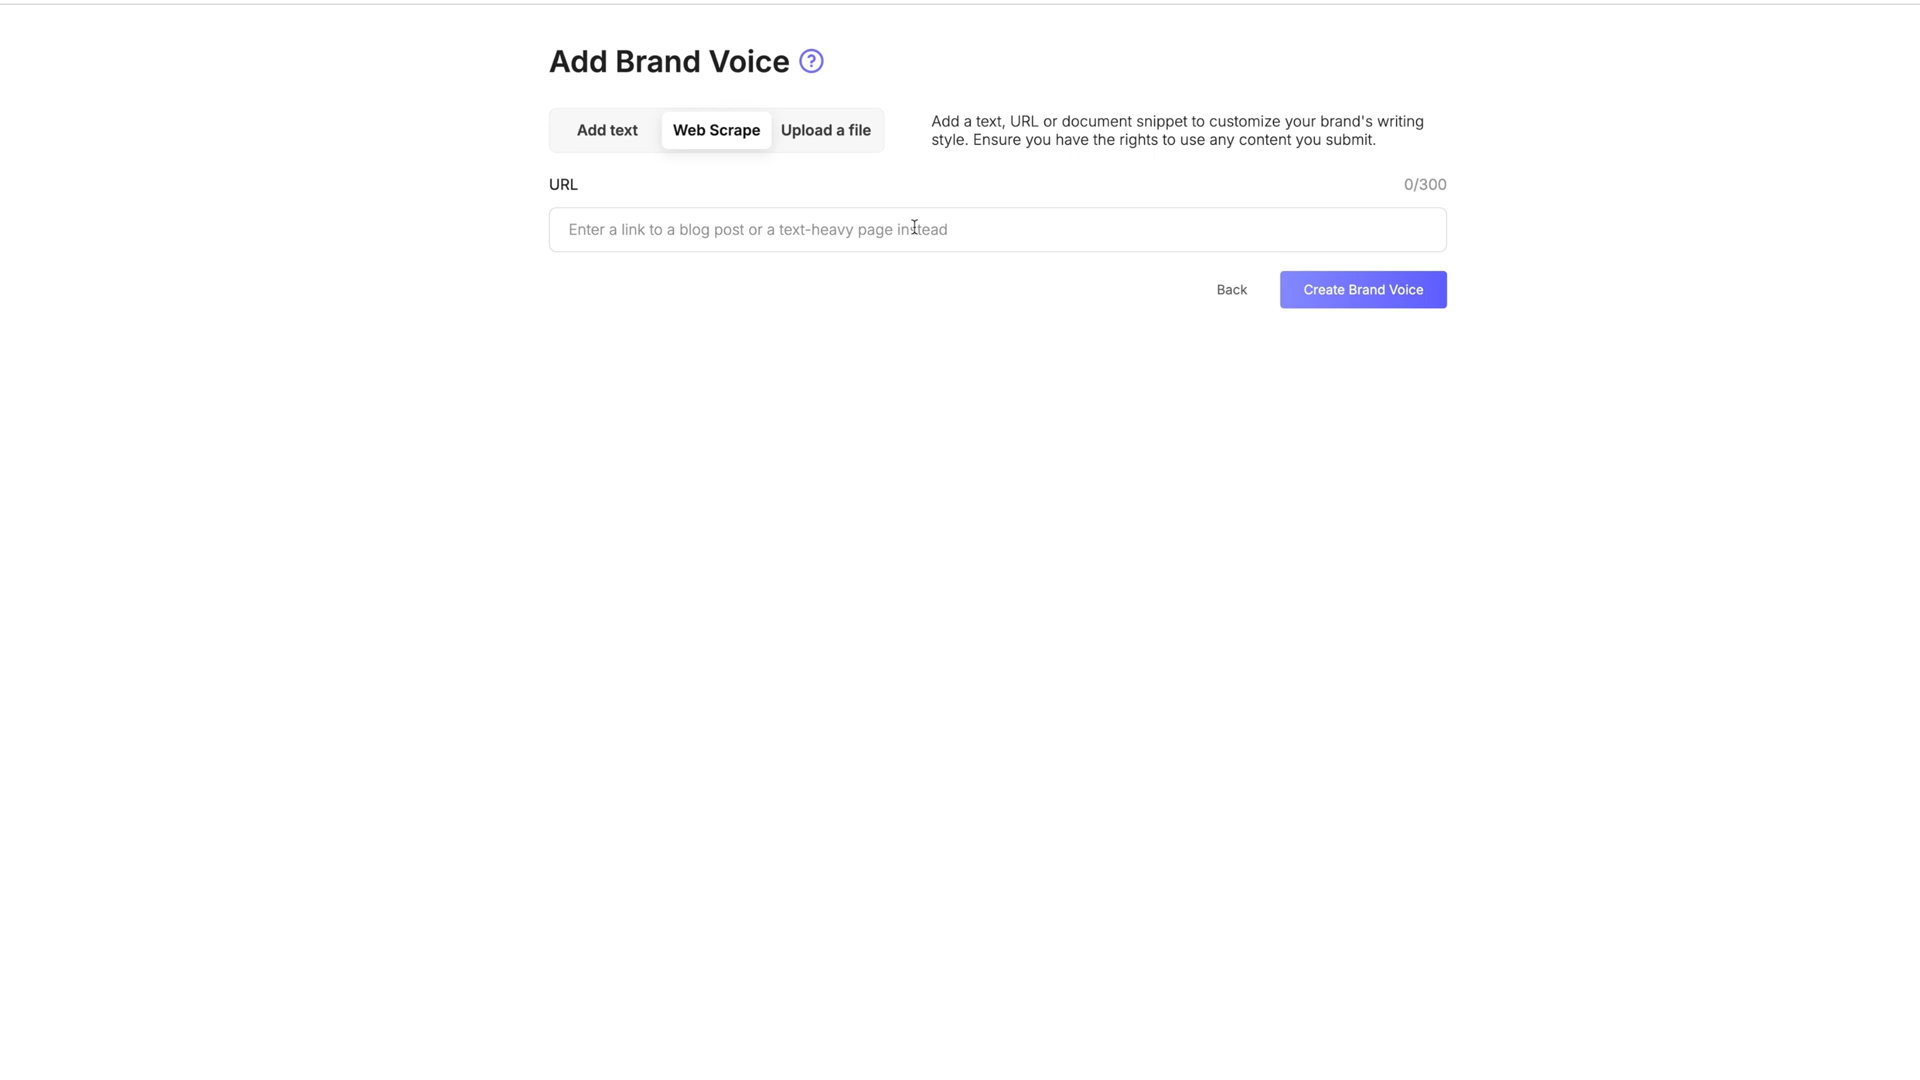 Add Brand Voice ?
Add text
Web Scrape
Upload a file
Add a text, URL or document snippet to customize your brand's writing
style. Ensure you have the rights to use any content you submit.
URL
0/300
Enter a link to a blog post or a text-heavy page instead
Back
Create Brand Voice